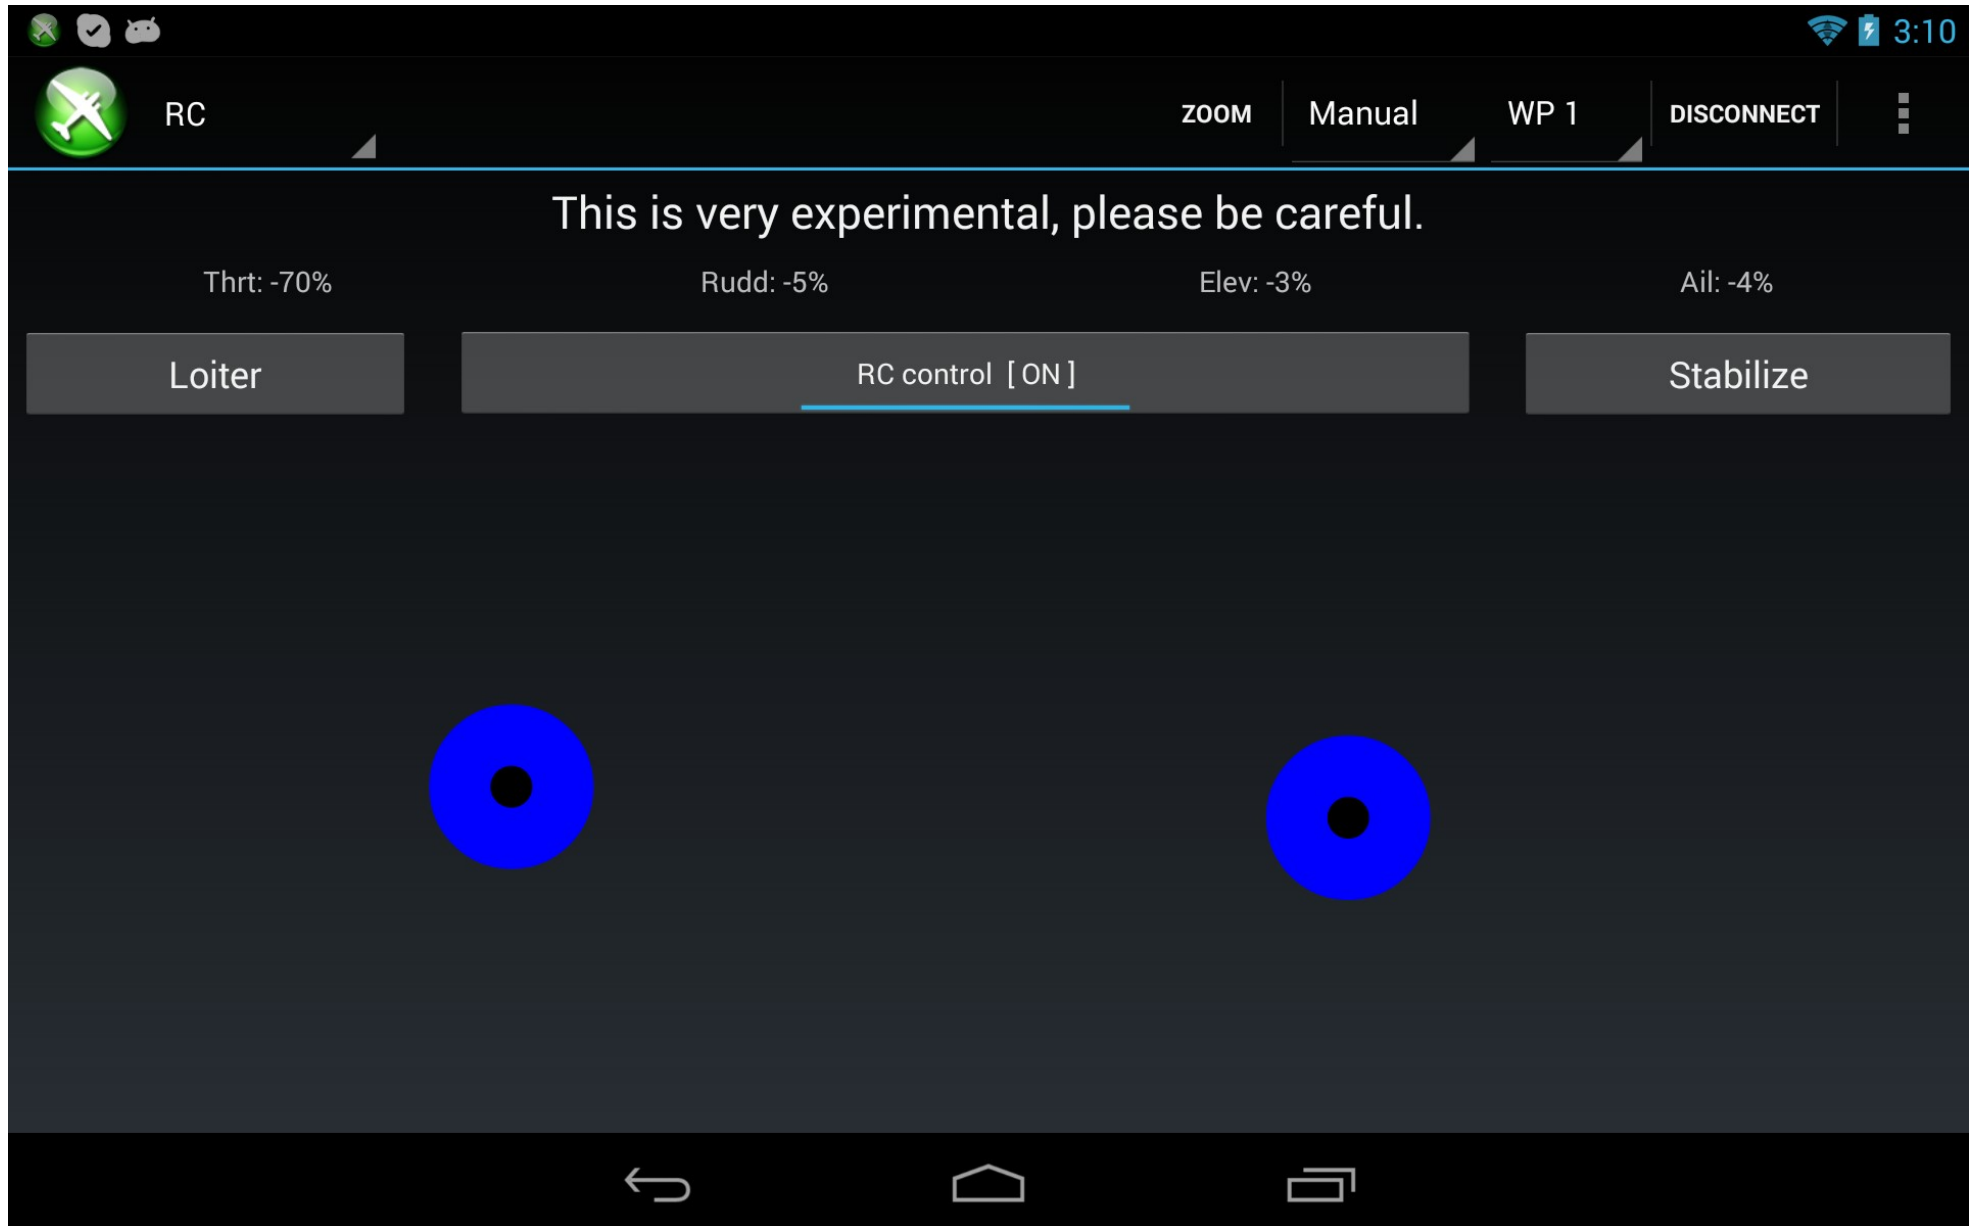 3:10
RC ZOOM Manual WP 1 DISCONNECT
This is very experimental, please be careful.
Thrt: -70% Rudd: -5% Elev: -3% Ail: -4%
Loiter RC control [ ON ] Stabilize